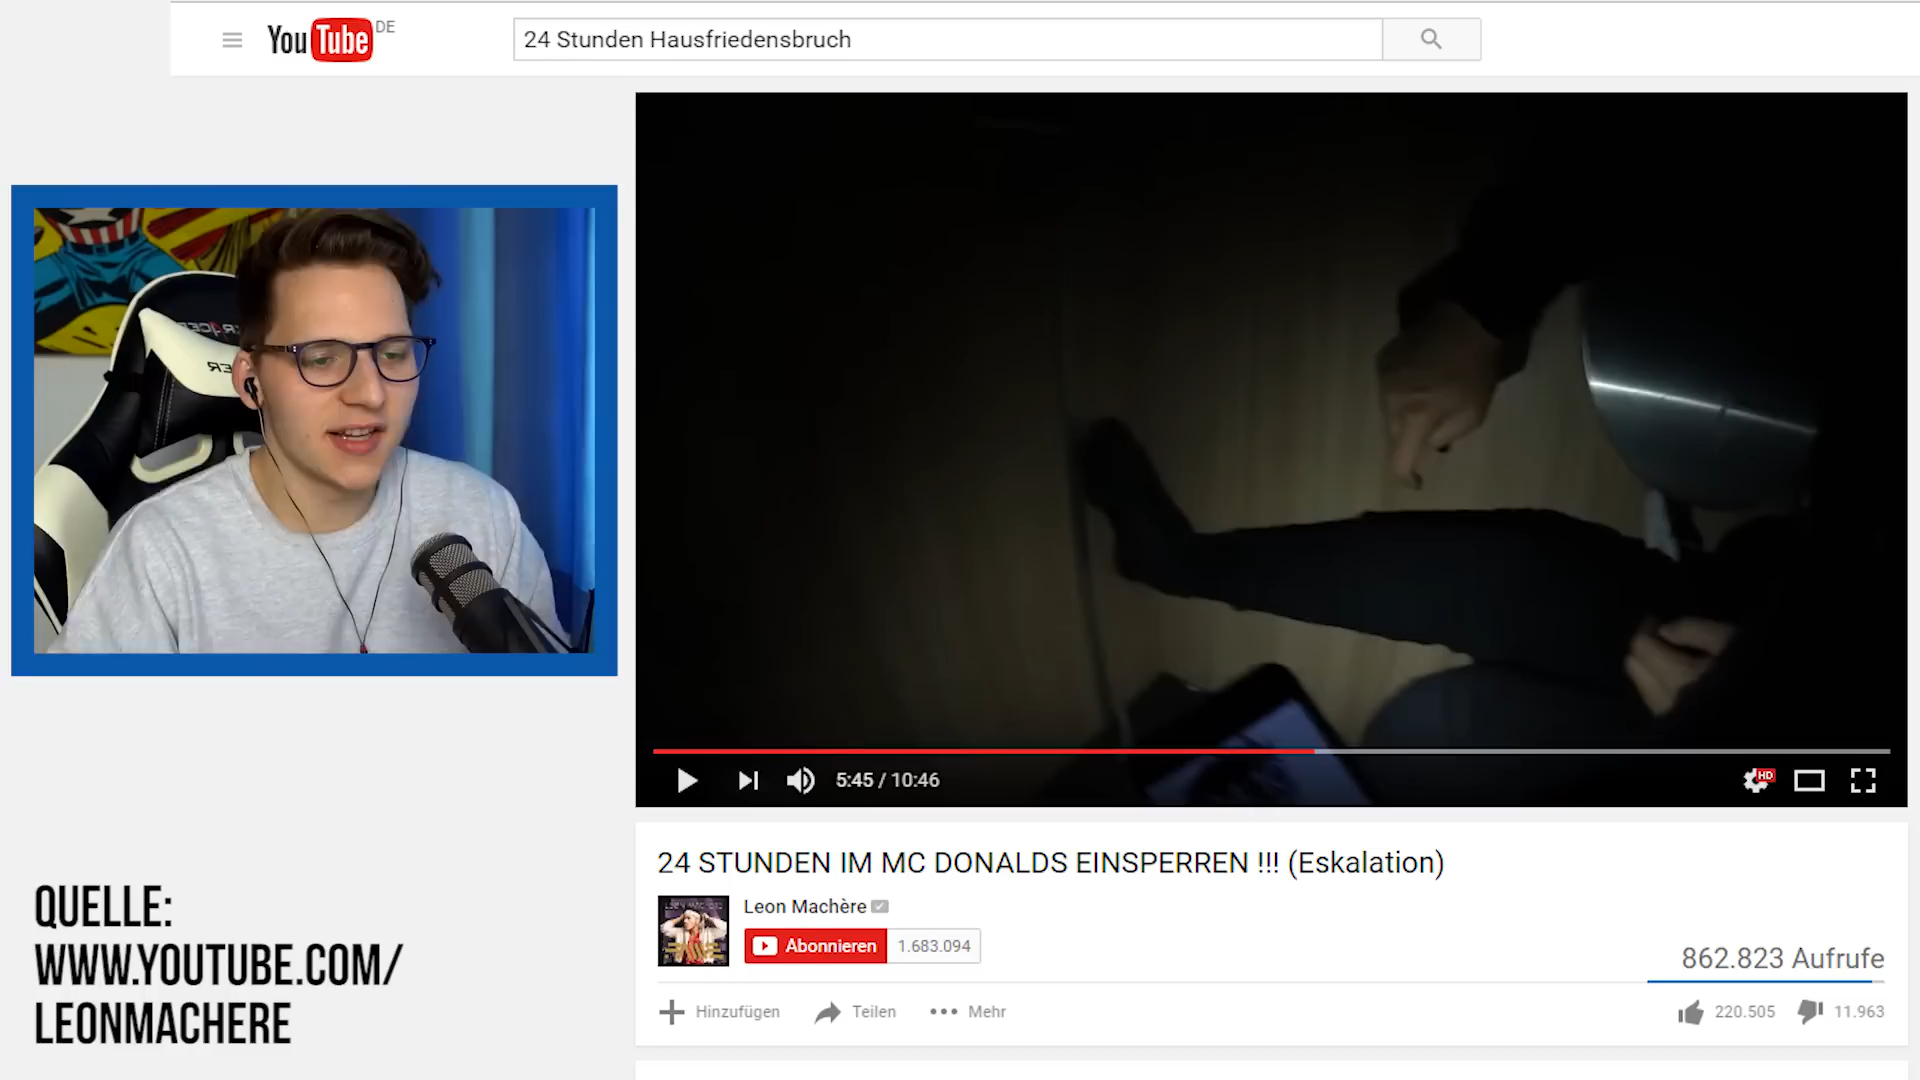 YouTube DE
24 Stunden Hausfriedensbruch
5:45 / 10:46
HD
24 STUNDEN IM MC DONALDS EINSPERREN !!! (Eskalation)
Leon Machère
Abonnieren 1.683.094
862.823 Aufrufe
Hinzufügen Teilen Mehr 220.505 11.963
QUELLE:
WWW.YOUTUBE.COM/
LEONMACHERE